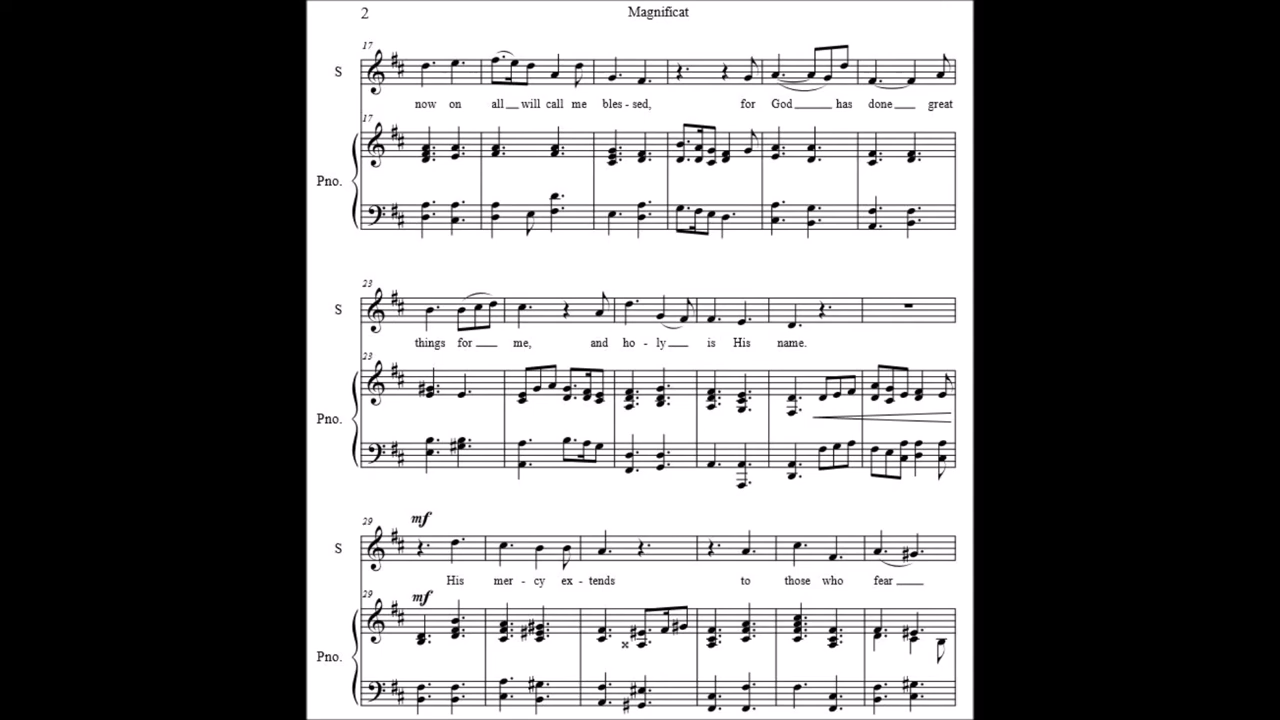 2
Magnificat
17
S
now on all will call me bles - sed, for God has done great
17
Pno.
23
S
things for me, and ho - ly is His name.
23
Pno.
29
mf
S
His mer - cy ex - tends to those who fear
29
mf
Pno.